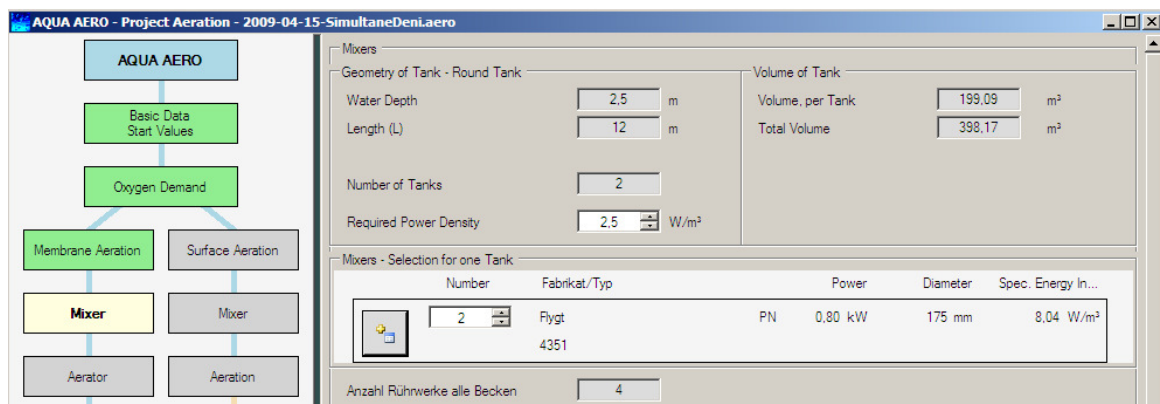 AQUA AERO - Project Aeration - 2009-04-15-SimultaneDeni.aero
AQUA AERO
Basic Data
Start Values
Oxygen Demand
Membrane Aeration
Surface Aeration
Mixer
Mixer
Aerator
Aeration
Mixers
Geometry of Tank - Round Tank
Water Depth 2,5 m
Length (L) 12 m
Number of Tanks 2
Required Power Density 2,5 W/m³
Volume of Tank
Volume, per Tank 199,09 m³
Total Volume 398,17 m³
Mixers - Selection for one Tank
Number Fabrikat/Typ Power Diameter Spec. Energy In...
2 Flygt PN 0,80 kW 175 mm 8,04 W/m³
4351
Anzahl Rührwerke alle Becken 4